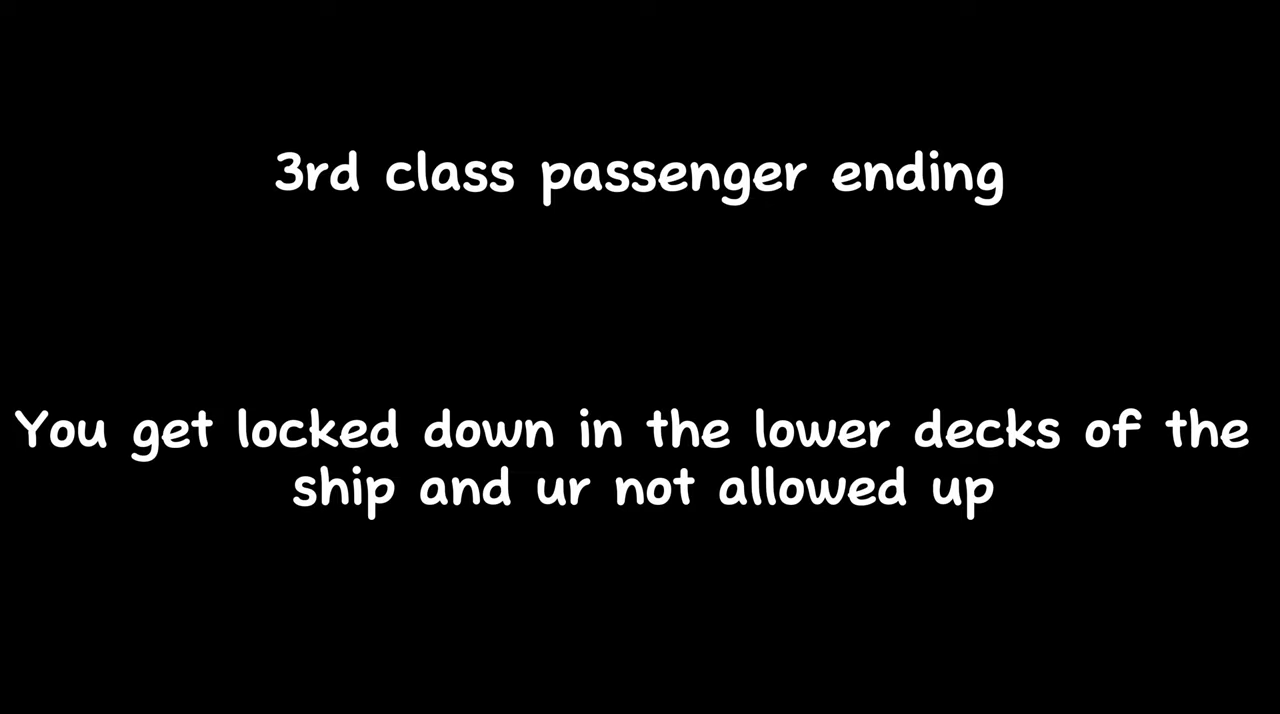 3rd class passenger ending
You get locked down in the lower decks of the
ship and ur not allowed up